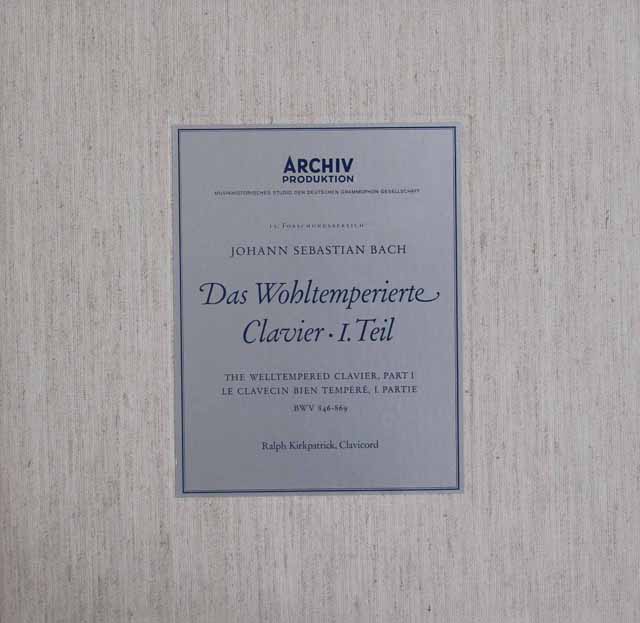 ARCHIV
PRODUKTION
MUSIKHISTORISCHES STUDIO DER DEUTSCHEN GRAMMOPHON GESELLSCHAFT
JOHANN SEBASTIAN BACH
Das Wohltemperierte
Clavier · I. Teil
THE WELLTEMPERED CLAVIER, PART I
LE CLAVECIN BIEN TEMPÉRÉ, I. PARTIE
BWV 846-869
Ralph Kirkpatrick, Clavicord